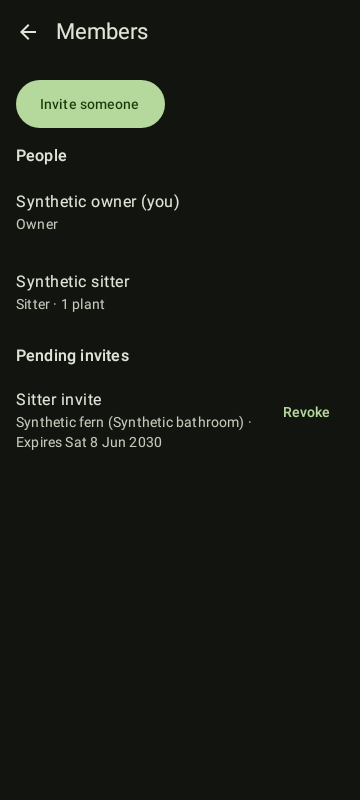 Members
Invite someone
People
Synthetic owner (you)
Owner
Synthetic sitter
Sitter · 1 plant
Pending invites
Sitter invite
Synthetic fern (Synthetic bathroom) ·
Expires Sat 8 Jun 2030
Revoke